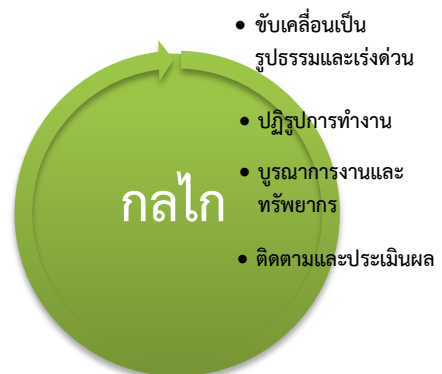 • ขับเคลื่อนเป็น
รูปธรรมและเร่งด่วน
• ปฏิรูปการทำงาน
• บูรณาการงานและ
ทรัพยากร
• ติดตามและประเมินผล
กลไก